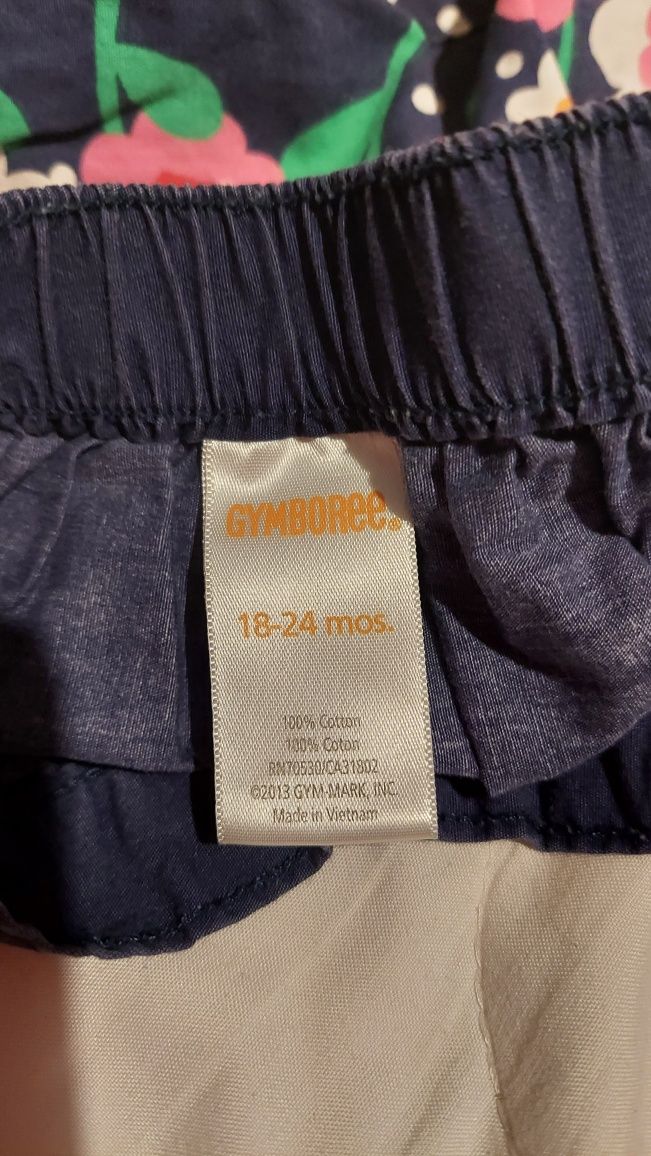 GYMBOREE®
18-24 mos.
100% Cotton
100% Coton
RN70530/CA31802
©2013 GYM-MARK, INC.
Made in Vietnam